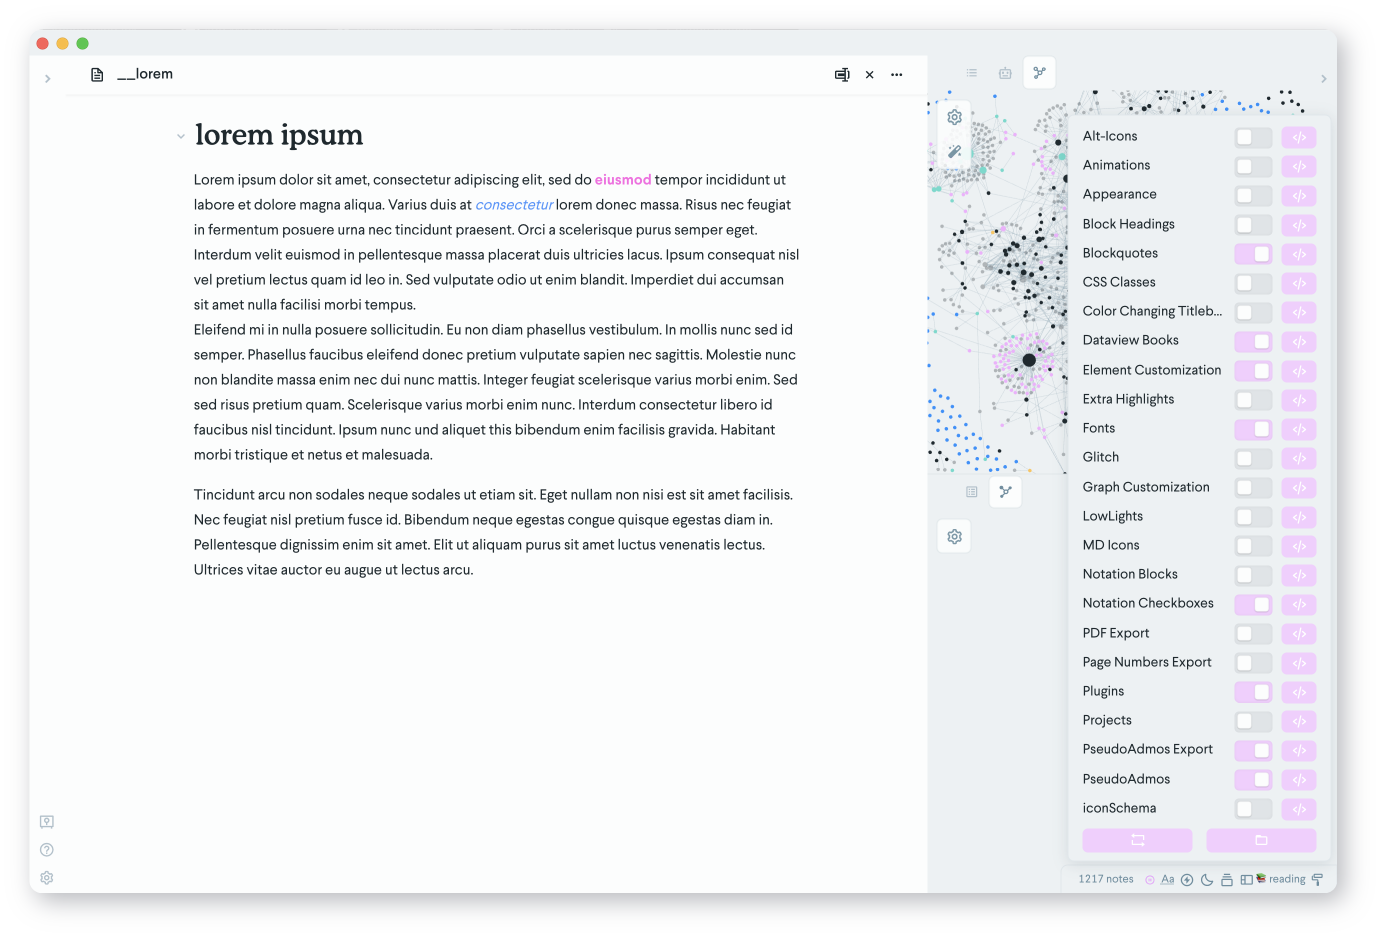 __lorem
lorem ipsum
Lorem ipsum dolor sit amet, consectetur adipiscing elit, sed do eiusmod tempor incididunt ut
labore et dolore magna aliqua. Varius duis at consectetur lorem donec massa. Risus nec feugiat
in fermentum posuere urna nec tincidunt praesent. Orci a scelerisque purus semper eget.
Interdum velit euismod in pellentesque massa placerat duis ultricies lacus. Ipsum consequat nisl
vel pretium lectus quam id leo in. Sed vulputate odio ut enim blandit. Imperdiet dui accumsan
sit amet nulla facilisi morbi tempus.
Eleifend mi in nulla posuere sollicitudin. Eu non diam phasellus vestibulum. In mollis nunc sed id
semper. Phasellus faucibus eleifend donec pretium vulputate sapien nec sagittis. Molestie nunc
non blandite massa enim nec dui nunc mattis. Integer feugiat scelerisque varius morbi enim. Sed
sed risus pretium quam. Scelerisque varius morbi enim nunc. Interdum consectetur libero id
faucibus nisl tincidunt. Ipsum nunc und aliquet this bibendum enim facilisis gravida. Habitant
morbi tristique et netus et malesuada.
Tincidunt arcu non sodales neque sodales ut etiam sit. Eget nullam non nisi est sit amet facilisis.
Nec feugiat nisl pretium fusce id. Bibendum neque egestas congue quisque egestas diam in.
Pellentesque dignissim enim sit amet. Elit ut aliquam purus sit amet luctus venenatis lectus.
Ultrices vitae auctor eu augue ut lectus arcu.
Alt-Icons
Animations
Appearance
Block Headings
Blockquotes
CSS Classes
Color Changing Titleb...
Dataview Books
Element Customization
Extra Highlights
Fonts
Glitch
Graph Customization
LowLights
MD Icons
Notation Blocks
Notation Checkboxes
PDF Export
Page Numbers Export
Plugins
Projects
PseudoAdmos Export
PseudoAdmos
iconSchema
1217 notes Aa reading